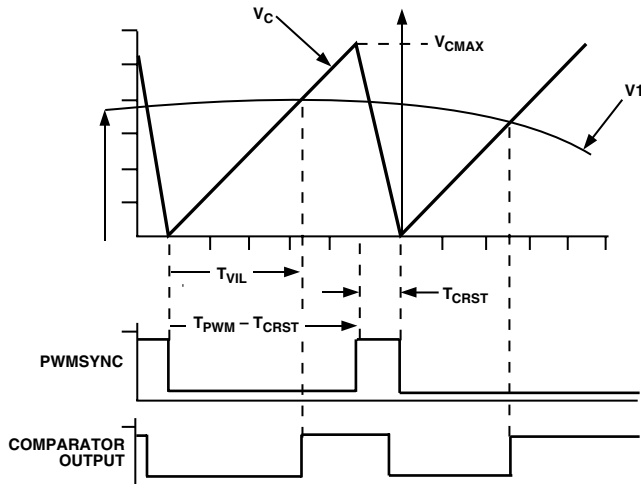 VC
VCMAX
V1
TVIL
TCRST
TPWM – TCRST
PWMSYNC
COMPARATOR
OUTPUT